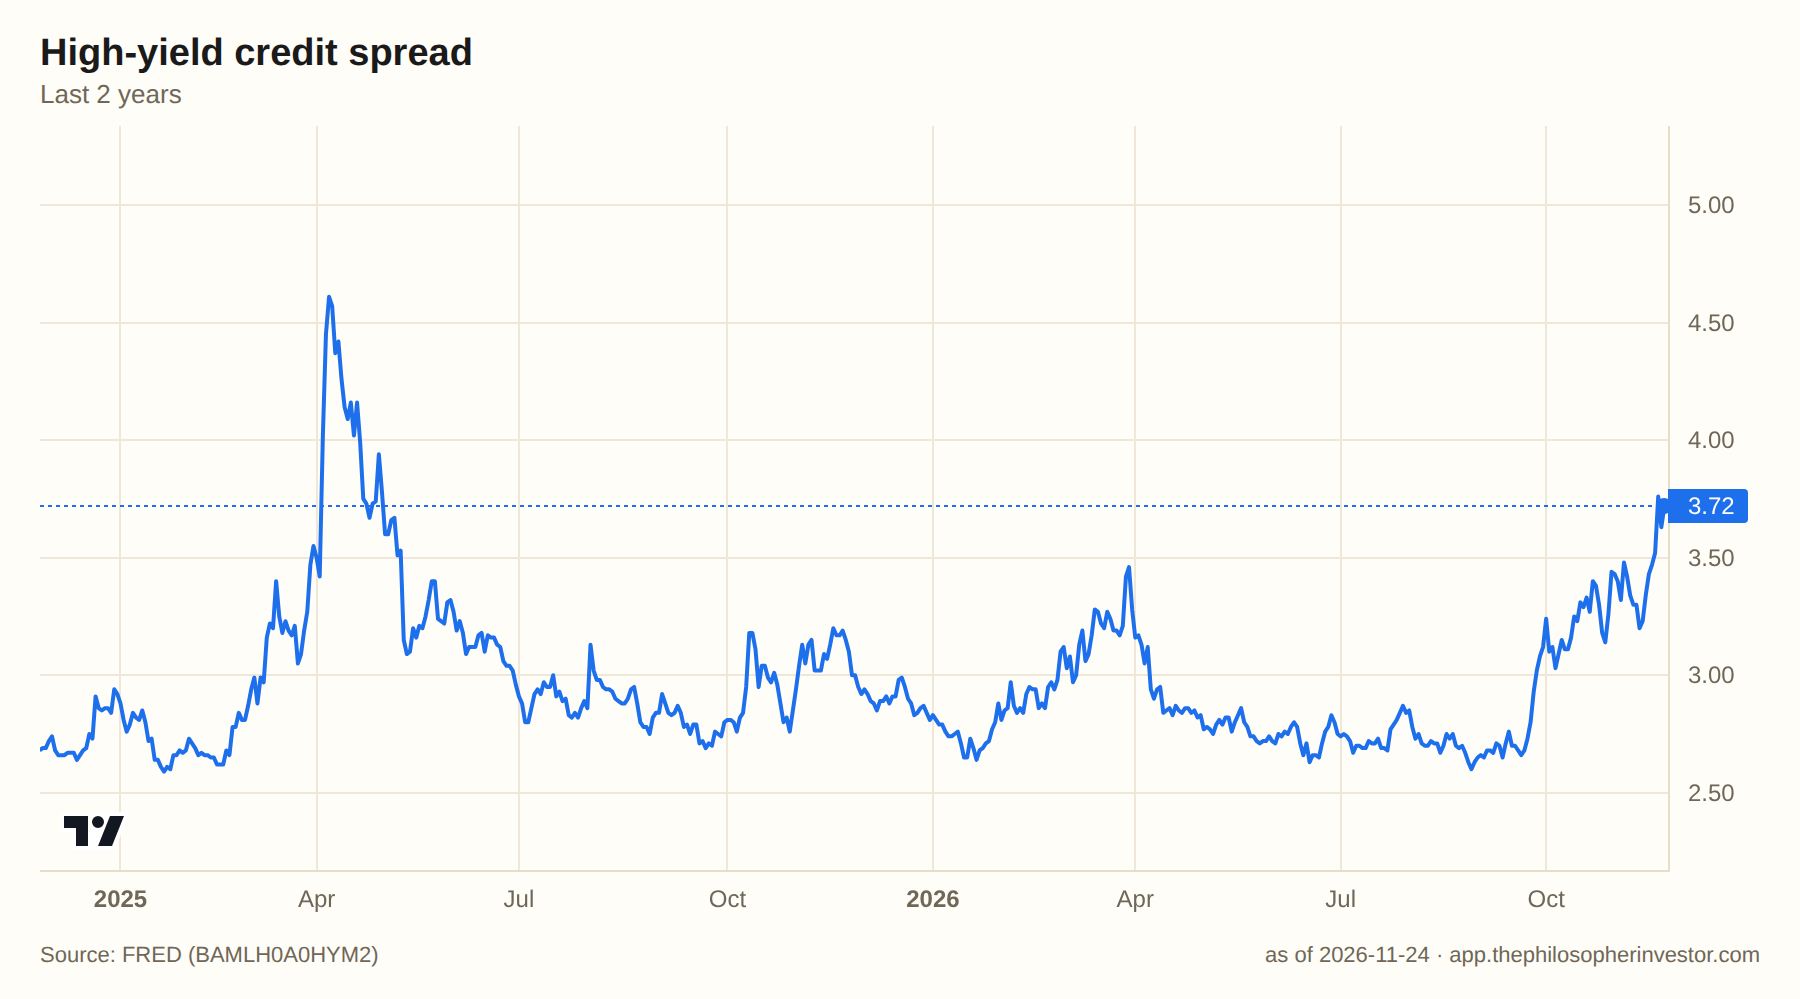 High-yield credit spread
Last 2 years
5.00
4.50
4.00
3.72
3.50
3.00
2.50
2025 Apr Jul Oct 2026 Apr Jul Oct
Source: FRED (BAMLH0A0HYM2)
as of 2026-11-24 · app.thephilosopherinvestor.com